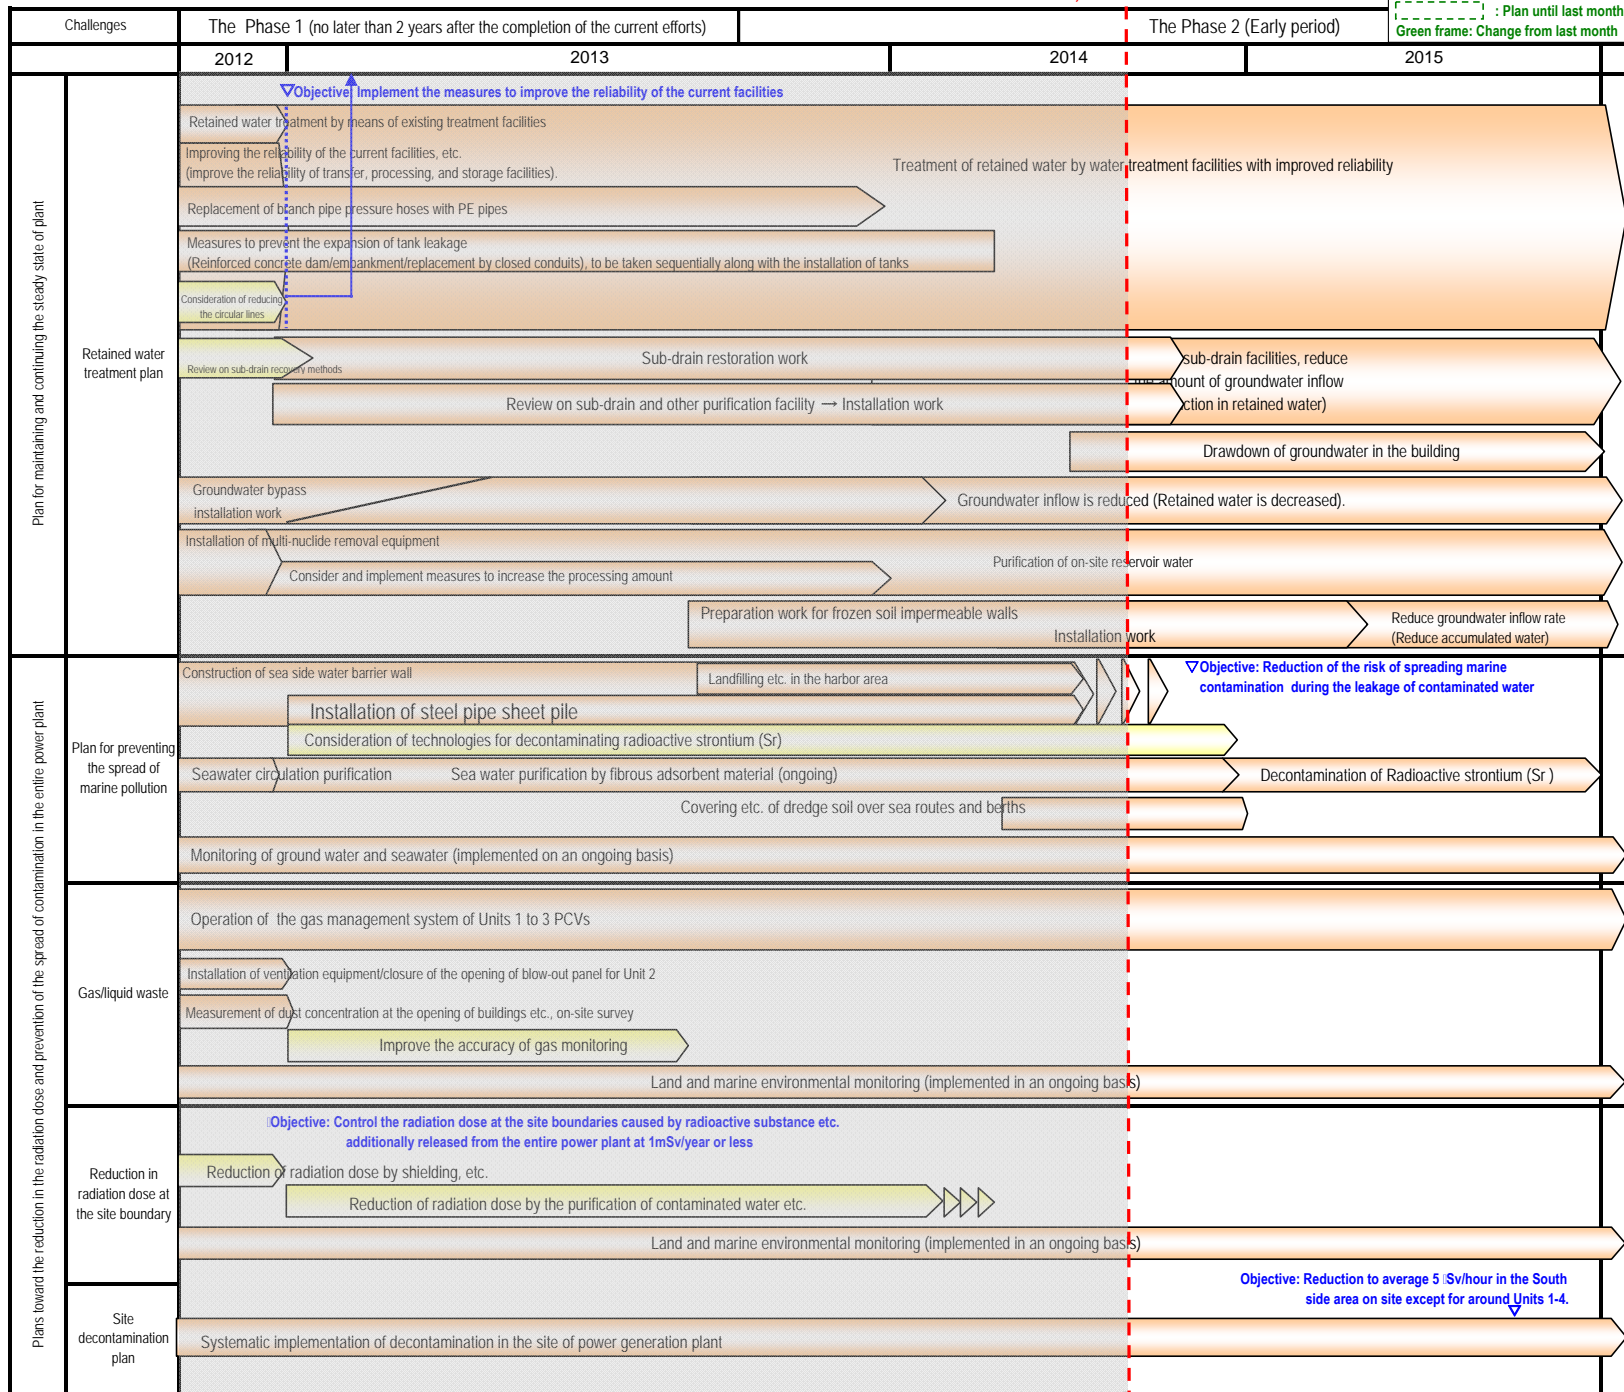 Challenges
The Phase 1 (no later than 2 years after the completion of the current efforts)
The Phase 2 (Early period)
: Plan until last month
Green frame: Change from last month
2012
2013
2014
2015
Plan for maintaining and continuing the steady state of plant
Retained water
treatment plan
▽Objective: Implement the measures to improve the reliability of the current facilities
Retained water treatment by means of existing treatment facilities
Improving the reliability of the current facilities, etc.
(improve the reliability of transfer, processing, and storage facilities).
Treatment of retained water by water treatment facilities with improved reliability
Replacement of branch pipe pressure hoses with PE pipes
Measures to prevent the expansion of tank leakage
(Reinforced concrete dam/embankment/replacement by closed conduits), to be taken sequentially along with the installation of tanks
Consideration of reducing
the circular lines
Review on sub-drain recovery methods
Sub-drain restoration work
sub-drain facilities, reduce
the amount of groundwater inflow
ction in retained water)
Review on sub-drain and other purification facility → Installation work
Drawdown of groundwater in the building
Groundwater bypass
installation work
Groundwater inflow is reduced (Retained water is decreased).
Installation of multi-nuclide removal equipment
Consider and implement measures to increase the processing amount
Purification of on-site reservoir water
Preparation work for frozen soil impermeable walls
Installation work
Reduce groundwater inflow rate
(Reduce accumulated water)
Plans toward the reduction in the radiation dose and prevention of the spread of contamination in the entire power plant
Plan for preventing
the spread of
marine pollution
Construction of sea side water barrier wall
Landfilling etc. in the harbor area
Installation of steel pipe sheet pile
▽Objective: Reduction of the risk of spreading marine
contamination during the leakage of contaminated water
Consideration of technologies for decontaminating radioactive strontium (Sr)
Seawater circulation purification
Sea water purification by fibrous adsorbent material (ongoing)
Decontamination of Radioactive strontium (Sr )
Covering etc. of dredge soil over sea routes and berths
Monitoring of ground water and seawater (implemented on an ongoing basis)
Gas/liquid waste
Operation of the gas management system of Units 1 to 3 PCVs
Installation of ventilation equipment/closure of the opening of blow-out panel for Unit 2
Measurement of dust concentration at the opening of buildings etc., on-site survey
Improve the accuracy of gas monitoring
Land and marine environmental monitoring (implemented in an ongoing basis)
Reduction in
radiation dose at
the site boundary
Objective: Control the radiation dose at the site boundaries caused by radioactive substance etc.
additionally released from the entire power plant at 1mSv/year or less
Reduction of radiation dose by shielding, etc.
Reduction of radiation dose by the purification of contaminated water etc.
Land and marine environmental monitoring (implemented in an ongoing basis)
Site
decontamination
plan
Objective: Reduction to average 5 Sv/hour in the South
side area on site except for around Units 1-4.
▽
Systematic implementation of decontamination in the site of power generation plant